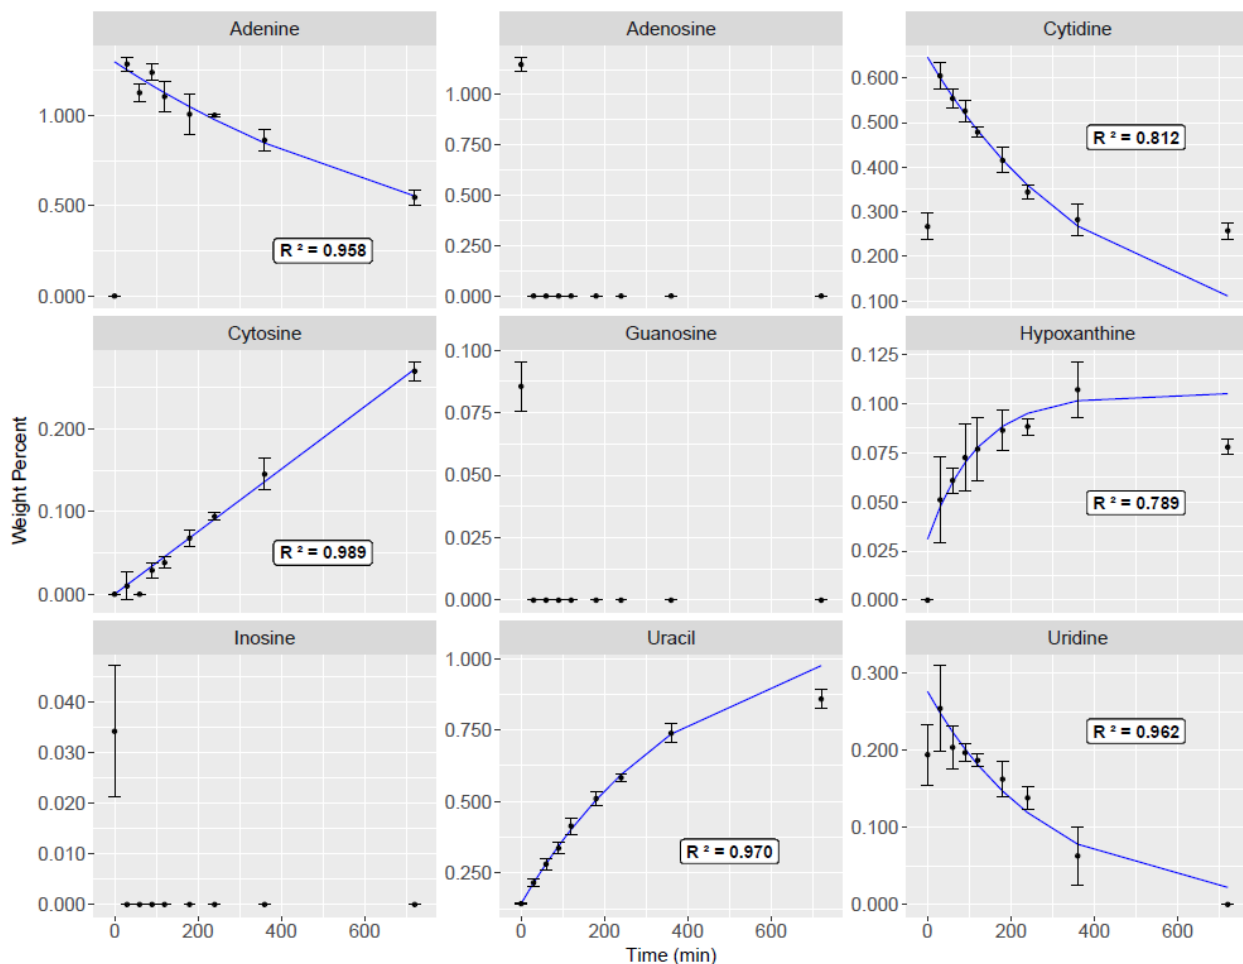 Adenine
Adenosine
Cytidine
1.000
0.500
0.000
R ² = 0.958
1.000
0.750
0.500
0.250
0.000
0.600
0.500
0.400
0.300
0.200
0.100
R ² = 0.812
Cytosine
Guanosine
Hypoxanthine
Weight Percent
0.200
0.100
0.000
R ² = 0.989
0.100
0.075
0.050
0.025
0.000
0.125
0.100
0.075
0.050
0.025
0.000
R ² = 0.789
Inosine
Uracil
Uridine
0.040
0.030
0.020
0.010
0.000
1.000
0.750
0.500
0.250
R ² = 0.970
0.300
0.200
0.100
0.000
R ² = 0.962
0 200 400 600
0 200 400 600
0 200 400 600
Time (min)